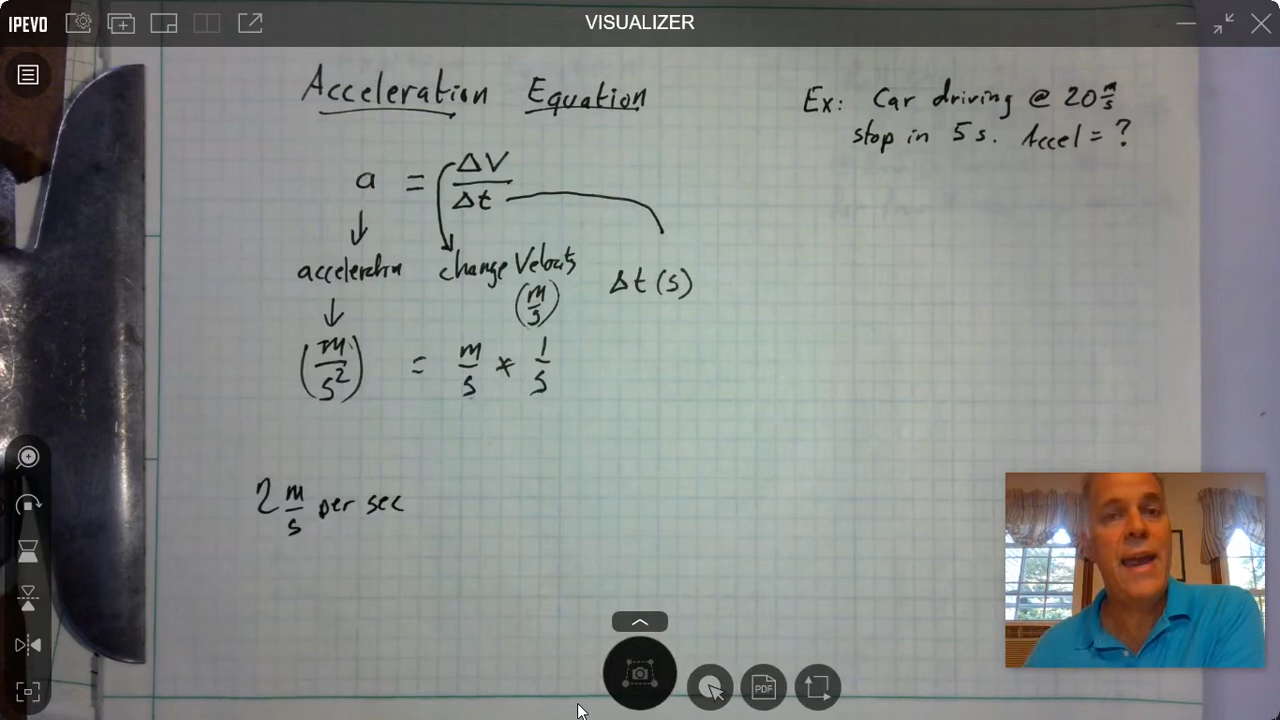 IPEVO
VISUALIZER
Acceleration Equation
a = ΔV/Δt
acceleration
change Velocity (m/s)
Δt (s)
(m/s²) = m/s * 1/s
2 m/s per sec
Ex: Car driving @ 20 m/s
stop in 5 s. Accel = ?
PDF